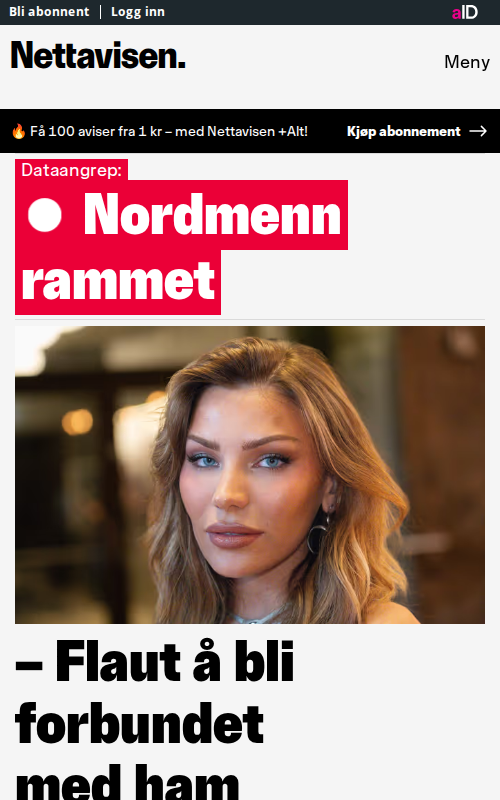 Bli abonnent | Logg inn
aID
Nettavisen.
Meny
🔥 Få 100 aviser fra 1 kr – med Nettavisen +Alt!
Kjøp abonnement →
Dataangrep:
Nordmenn
rammet
– Flaut å bli
forbundet
med ham